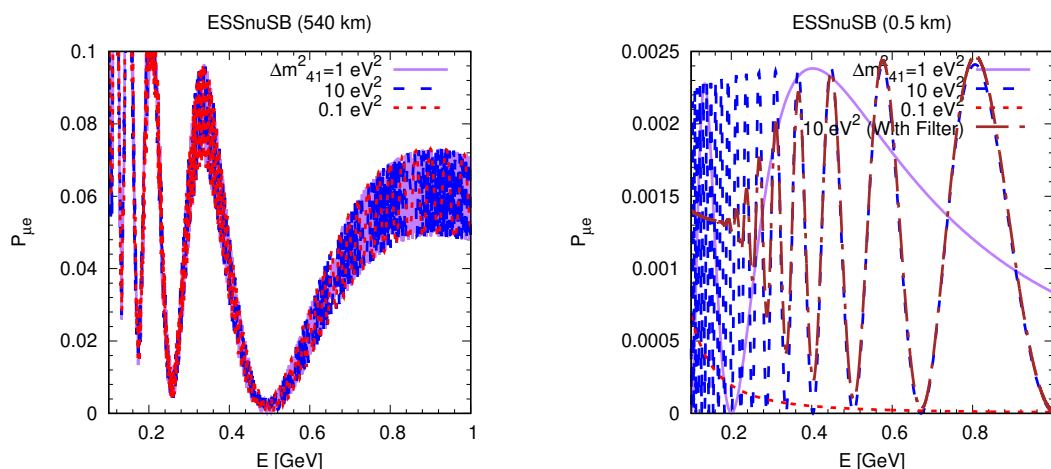 ESSnuSB (540 km)
Δm²₄₁=1 eV²
10 eV²
0.1 eV²
0.1
0.08
0.06
0.04
0.02
0
0.2
0.4
0.6
0.8
1
P_μe
E [GeV]
ESSnuSB (0.5 km)
Δm²₄₁=1 eV²
10 eV²
0.1 eV²
10 eV² (With Filter)
0.0025
0.002
0.0015
0.001
0.0005
0
0.2
0.4
0.6
0.8
P_μe
E [GeV]